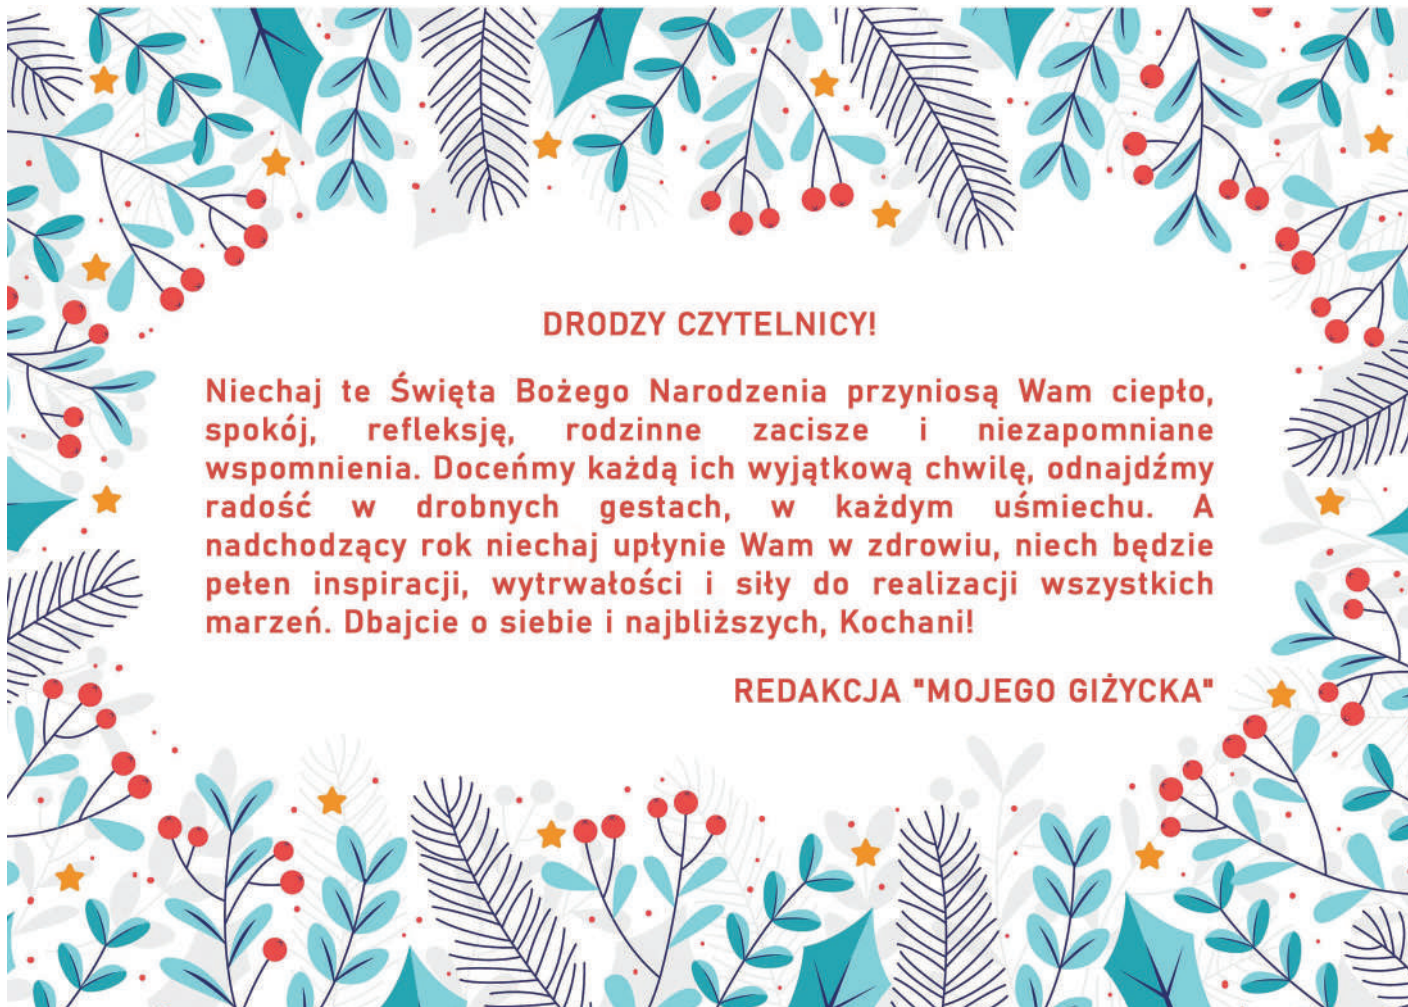 DRODZY CZYTELNICY!
Niechaj te Święta Bożego Narodzenia przyniosą Wam ciepło,
spokój, refleksję, rodzinne zacisze i niezapomniane
wspomnienia. Doceńmy każdą ich wyjątkową chwilę, odnajdźmy
radość w drobnych gestach, w każdym uśmiechu. A
nadchodzący rok niechaj upłynie Wam w zdrowiu, niech będzie
pełen inspiracji, wytrwałości i siły do realizacji wszystkich
marzeń. Dbajcie o siebie i najbliższych, Kochani!
REDAKCJA "MOJEGO GIŻYCKA"